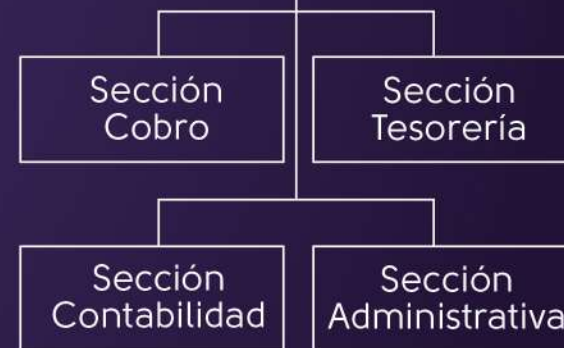 Sección
Cobro
Sección
Tesorería
Sección
Contabilidad
Sección
Administrativa